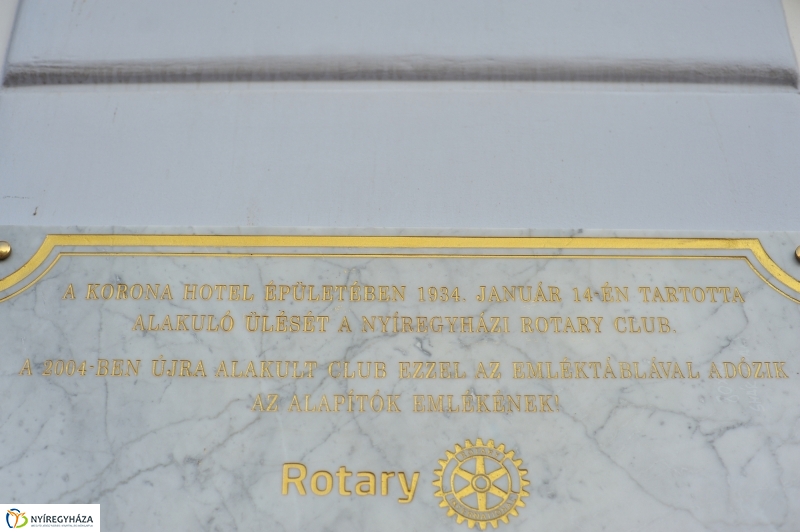 A KORONA HOTEL ÉPÜLETÉBEN 1934. JANUÁR 14-ÉN TARTOTTA
ALAKULÓ ÜLÉSÉT A NYÍREGYHÁZI ROTARY CLUB.
A 2004-BEN ÚJRA ALAKULT CLUB EZZEL AZ EMLÉKTÁBLÁVAL ADÓZIK
AZ ALAPÍTÓK EMLÉKÉNEK!
Rotary
NYÍREGYHÁZA